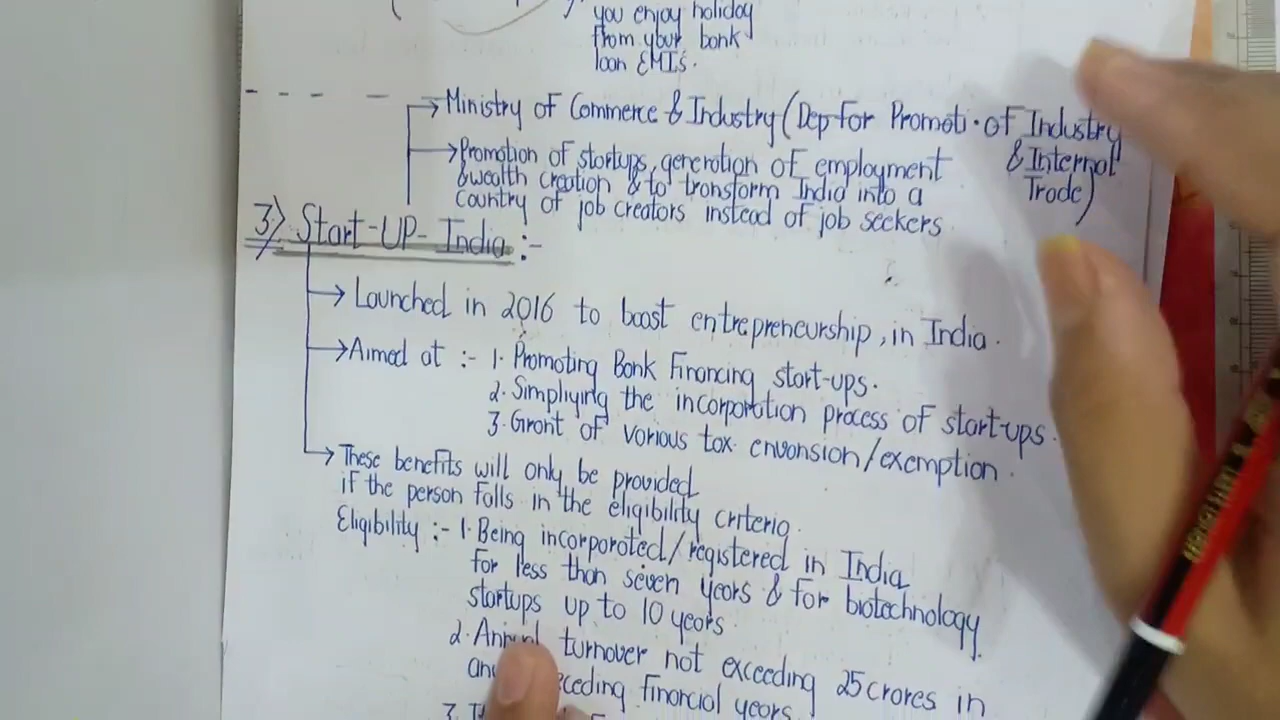 you enjoy holiday
from your bank
loan EMIs.
Ministry of Commerce & Industry (Dep for Promoti. of Industry
& Internal
Trade)
Promotion of startups, generation of employment
& wealth creation & to transform India into a
country of job creators instead of job seekers
3) Start-UP-India :-
Launched in 2016 to boost entrepreneurship, in India.
Aimed at :- 1. Promoting Bank Financing start-ups.
2. Simpliying the incorporation process of start-ups.
3. Grant of various tax /exemption.
These benefits will only be provided
if the person falls in the eligibility criteria.
Eligibility :- 1. Being incorporated/registered in India
for less than seven years & for biotechnology
startups up to 10 years.
2. Annual turnover not exceeding 25 crores in
financial years.
3.